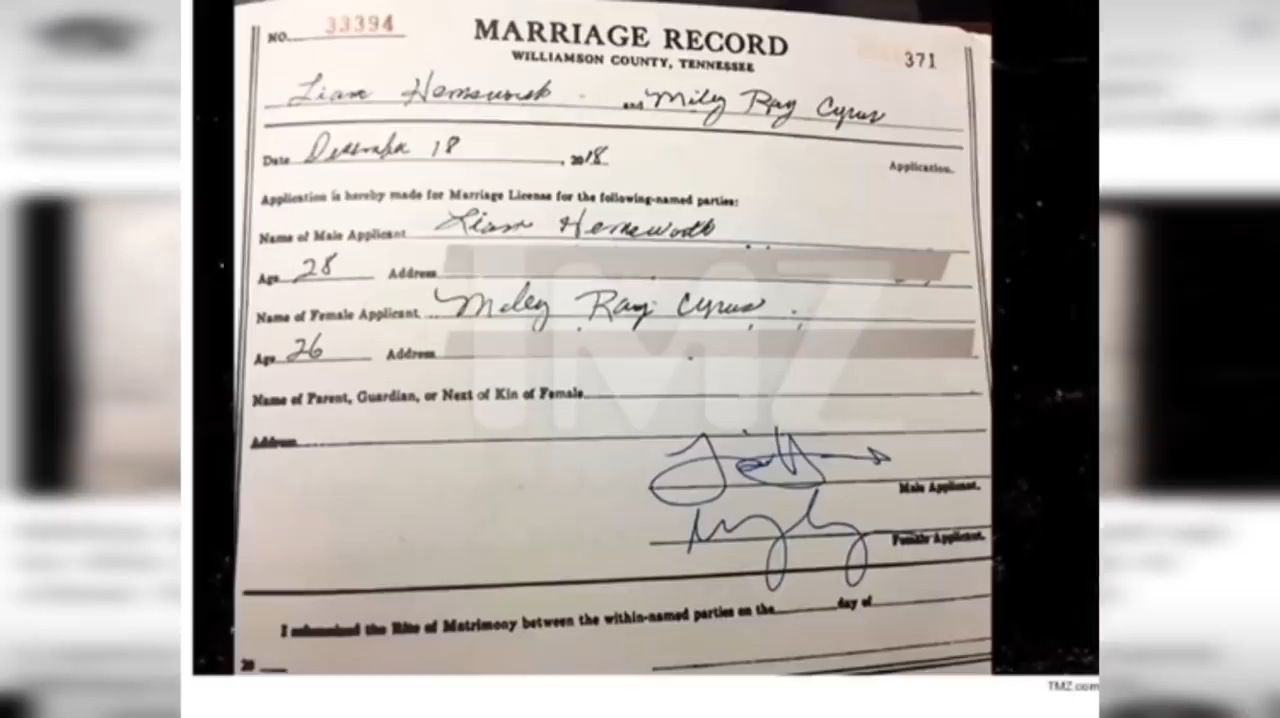 NO. 33394
MARRIAGE RECORD
371
WILLIAMSON COUNTY, TENNESSEE
Liam Hemsworth and Miley Ray Cyrus
Date December 18, 2018
Application.
Application is hereby made for Marriage License for the following-named parties:
Name of Male Applicant Liam Hemsworth
Age 28 Address
Name of Female Applicant Miley Ray Cyrus
Age 26 Address
TMZ
Name of Parent, Guardian, or Next of Kin of Female
Address
Male Applicant.
Female Applicant.
I solemnized the Rite of Matrimony between the within-named parties on the day of
20
TMZ.com